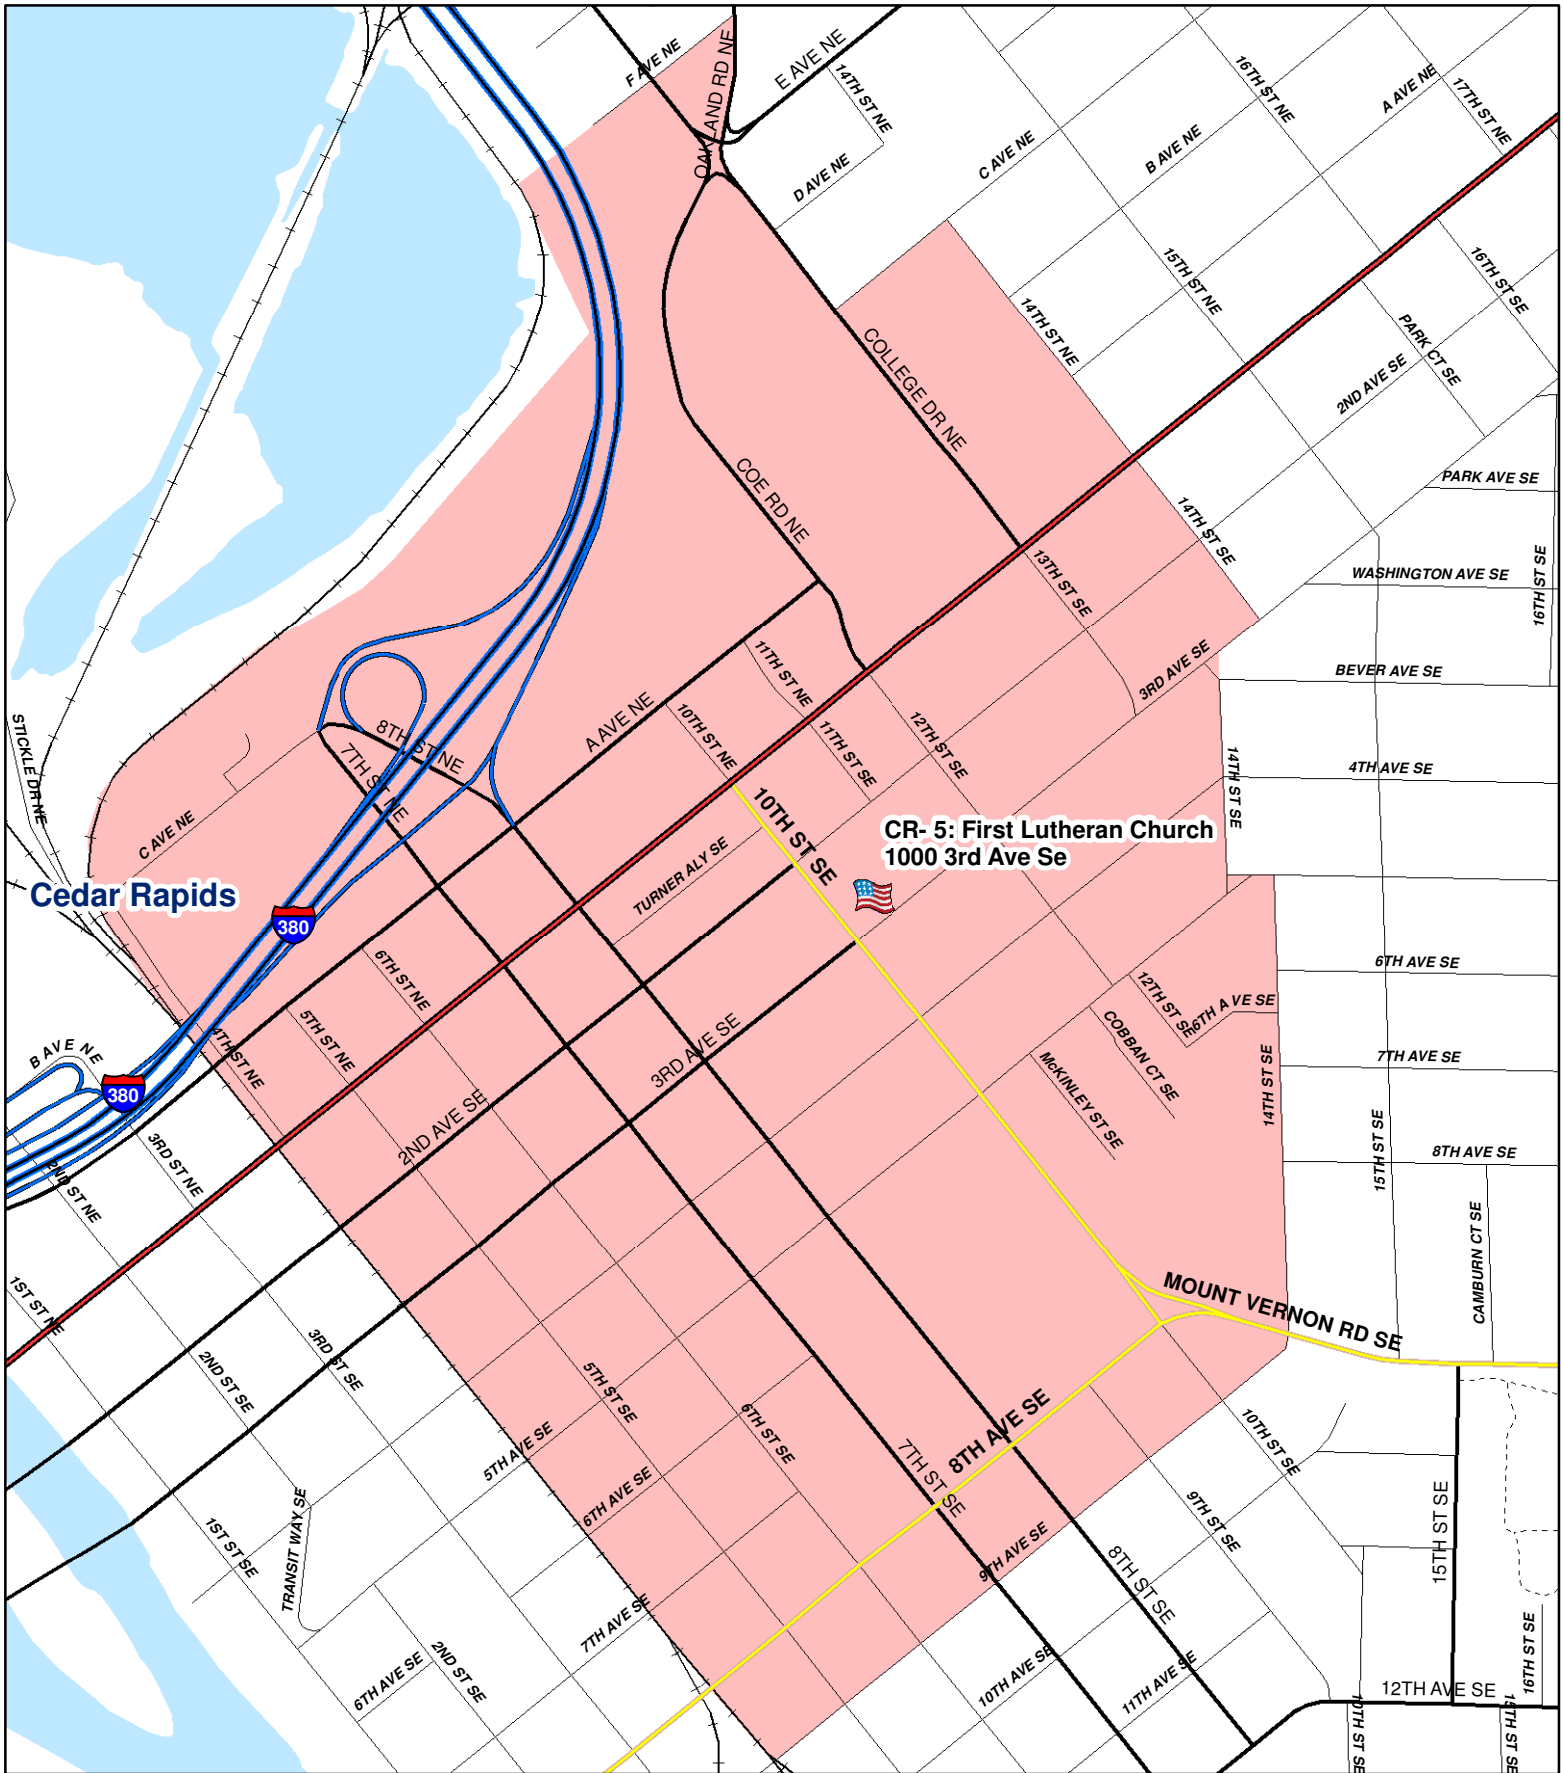 F AVE NE
OAKLAND RD NE
E AVE NE
14TH ST NE
D AVE NE
C AVE NE
16TH ST NE
B AVE NE
A AVE NE
17TH ST NE
15TH ST NE
16TH ST SE
14TH ST NE
PARK CT SE
2ND AVE SE
COLLEGE DR NE
COE RD NE
14TH ST SE
PARK AVE SE
13TH ST SE
WASHINGTON AVE SE
16TH ST SE
3RD AVE SE
BEVER AVE SE
11TH ST NE
STICKLE DR NE
8TH ST NE
7TH ST NE
A AVE NE
10TH ST NE
11TH ST SE
12TH ST SE
14TH ST SE
4TH AVE SE
C AVE NE
10TH ST SE
TURNER ALY SE
CR- 5: First Lutheran Church
1000 3rd Ave Se
Cedar Rapids
380
6TH ST NE
6TH AVE SE
12TH ST SE
6TH AVE SE
5TH ST NE
4TH ST NE
B AVE NE
380
3RD AVE SE
COBBAN CT SE
McKINLEY ST SE
14TH ST SE
7TH AVE SE
2ND AVE SE
3RD ST NE
2ND ST NE
15TH ST SE
8TH AVE SE
CAMBURN CT SE
1ST ST NE
MOUNT VERNON RD SE
3RD ST SE
2ND ST SE
5TH ST SE
6TH ST SE
8TH AVE SE
10TH ST SE
5TH AVE SE
7TH ST SE
6TH AVE SE
TRANSIT WAY SE
1ST ST SE
9TH ST SE
15TH ST SE
9TH AVE SE
8TH ST SE
7TH AVE SE
6TH AVE SE
2ND ST SE
10TH AVE SE
11TH AVE SE
16TH ST SE
12TH AVE SE
10TH ST SE
15TH ST SE